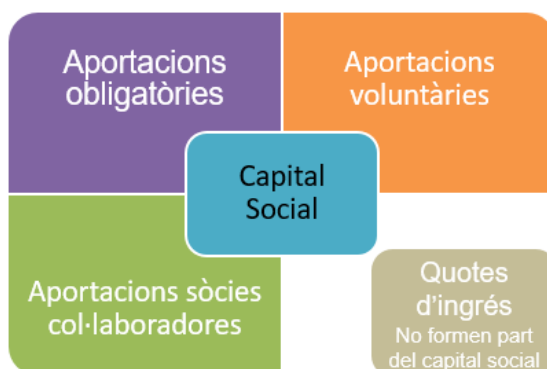 Aportacions
obligatòries
Aportacions
voluntàries
Capital
Social
Aportacions sòcies
col·laboradores
Quotes
d’ingrés
No formen part
del capital social